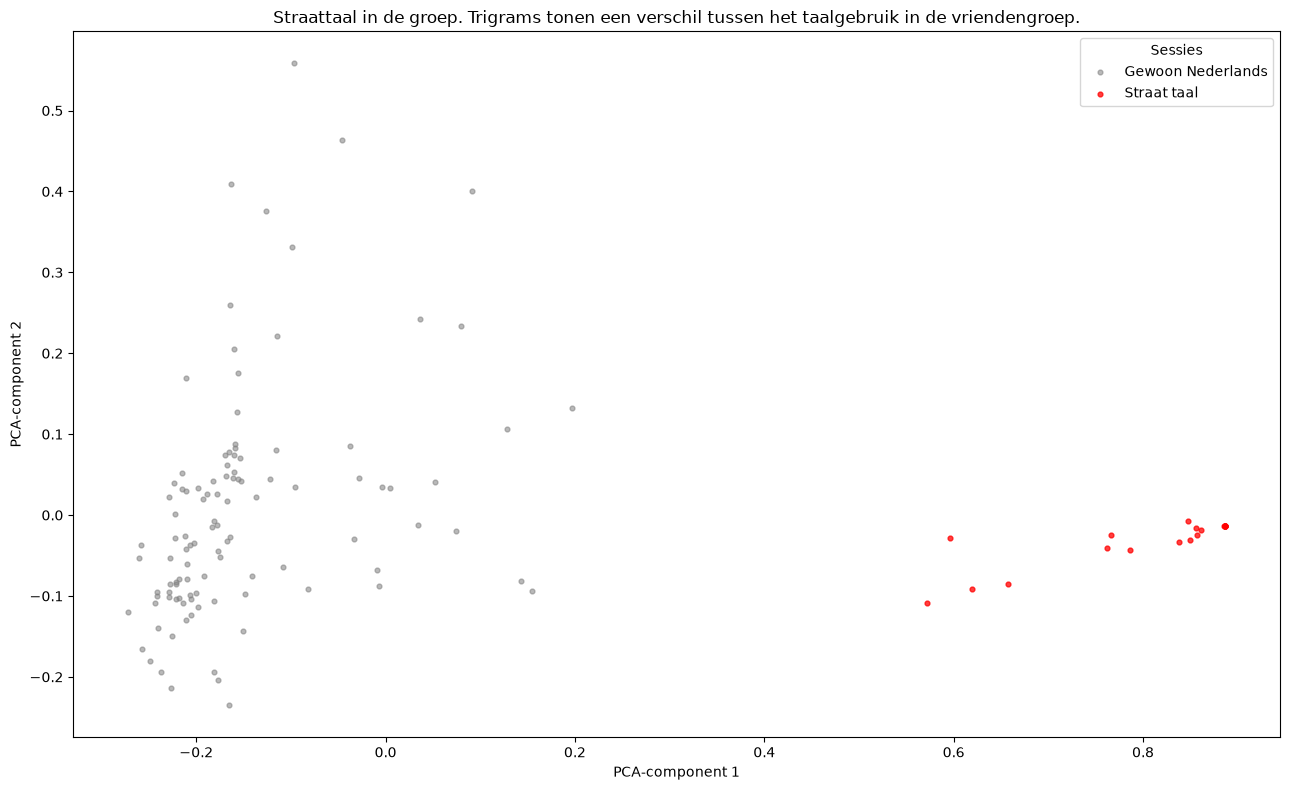 Straattaal in de groep. Trigrams tonen een verschil tussen het taalgebruik in de vriendengroep.
Sessies
Gewoon Nederlands
Straat taal
0.5
0.4
0.3
0.2
0.1
0.0
−0.1
−0.2
PCA-component 2
−0.2
0.0
0.2
0.4
0.6
0.8
PCA-component 1